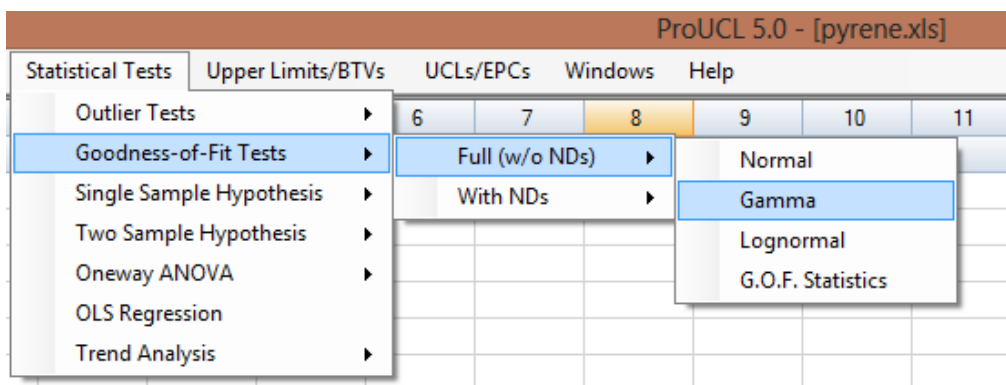 ProUCL 5.0 - [pyrene.xls]
Statistical Tests Upper Limits/BTVs UCLs/EPCs Windows Help
Outlier Tests
Goodness-of-Fit Tests
Single Sample Hypothesis
Two Sample Hypothesis
Oneway ANOVA
OLS Regression
Trend Analysis
6 7 8 9 10 11
Full (w/o NDs)
With NDs
Normal
Gamma
Lognormal
G.O.F. Statistics